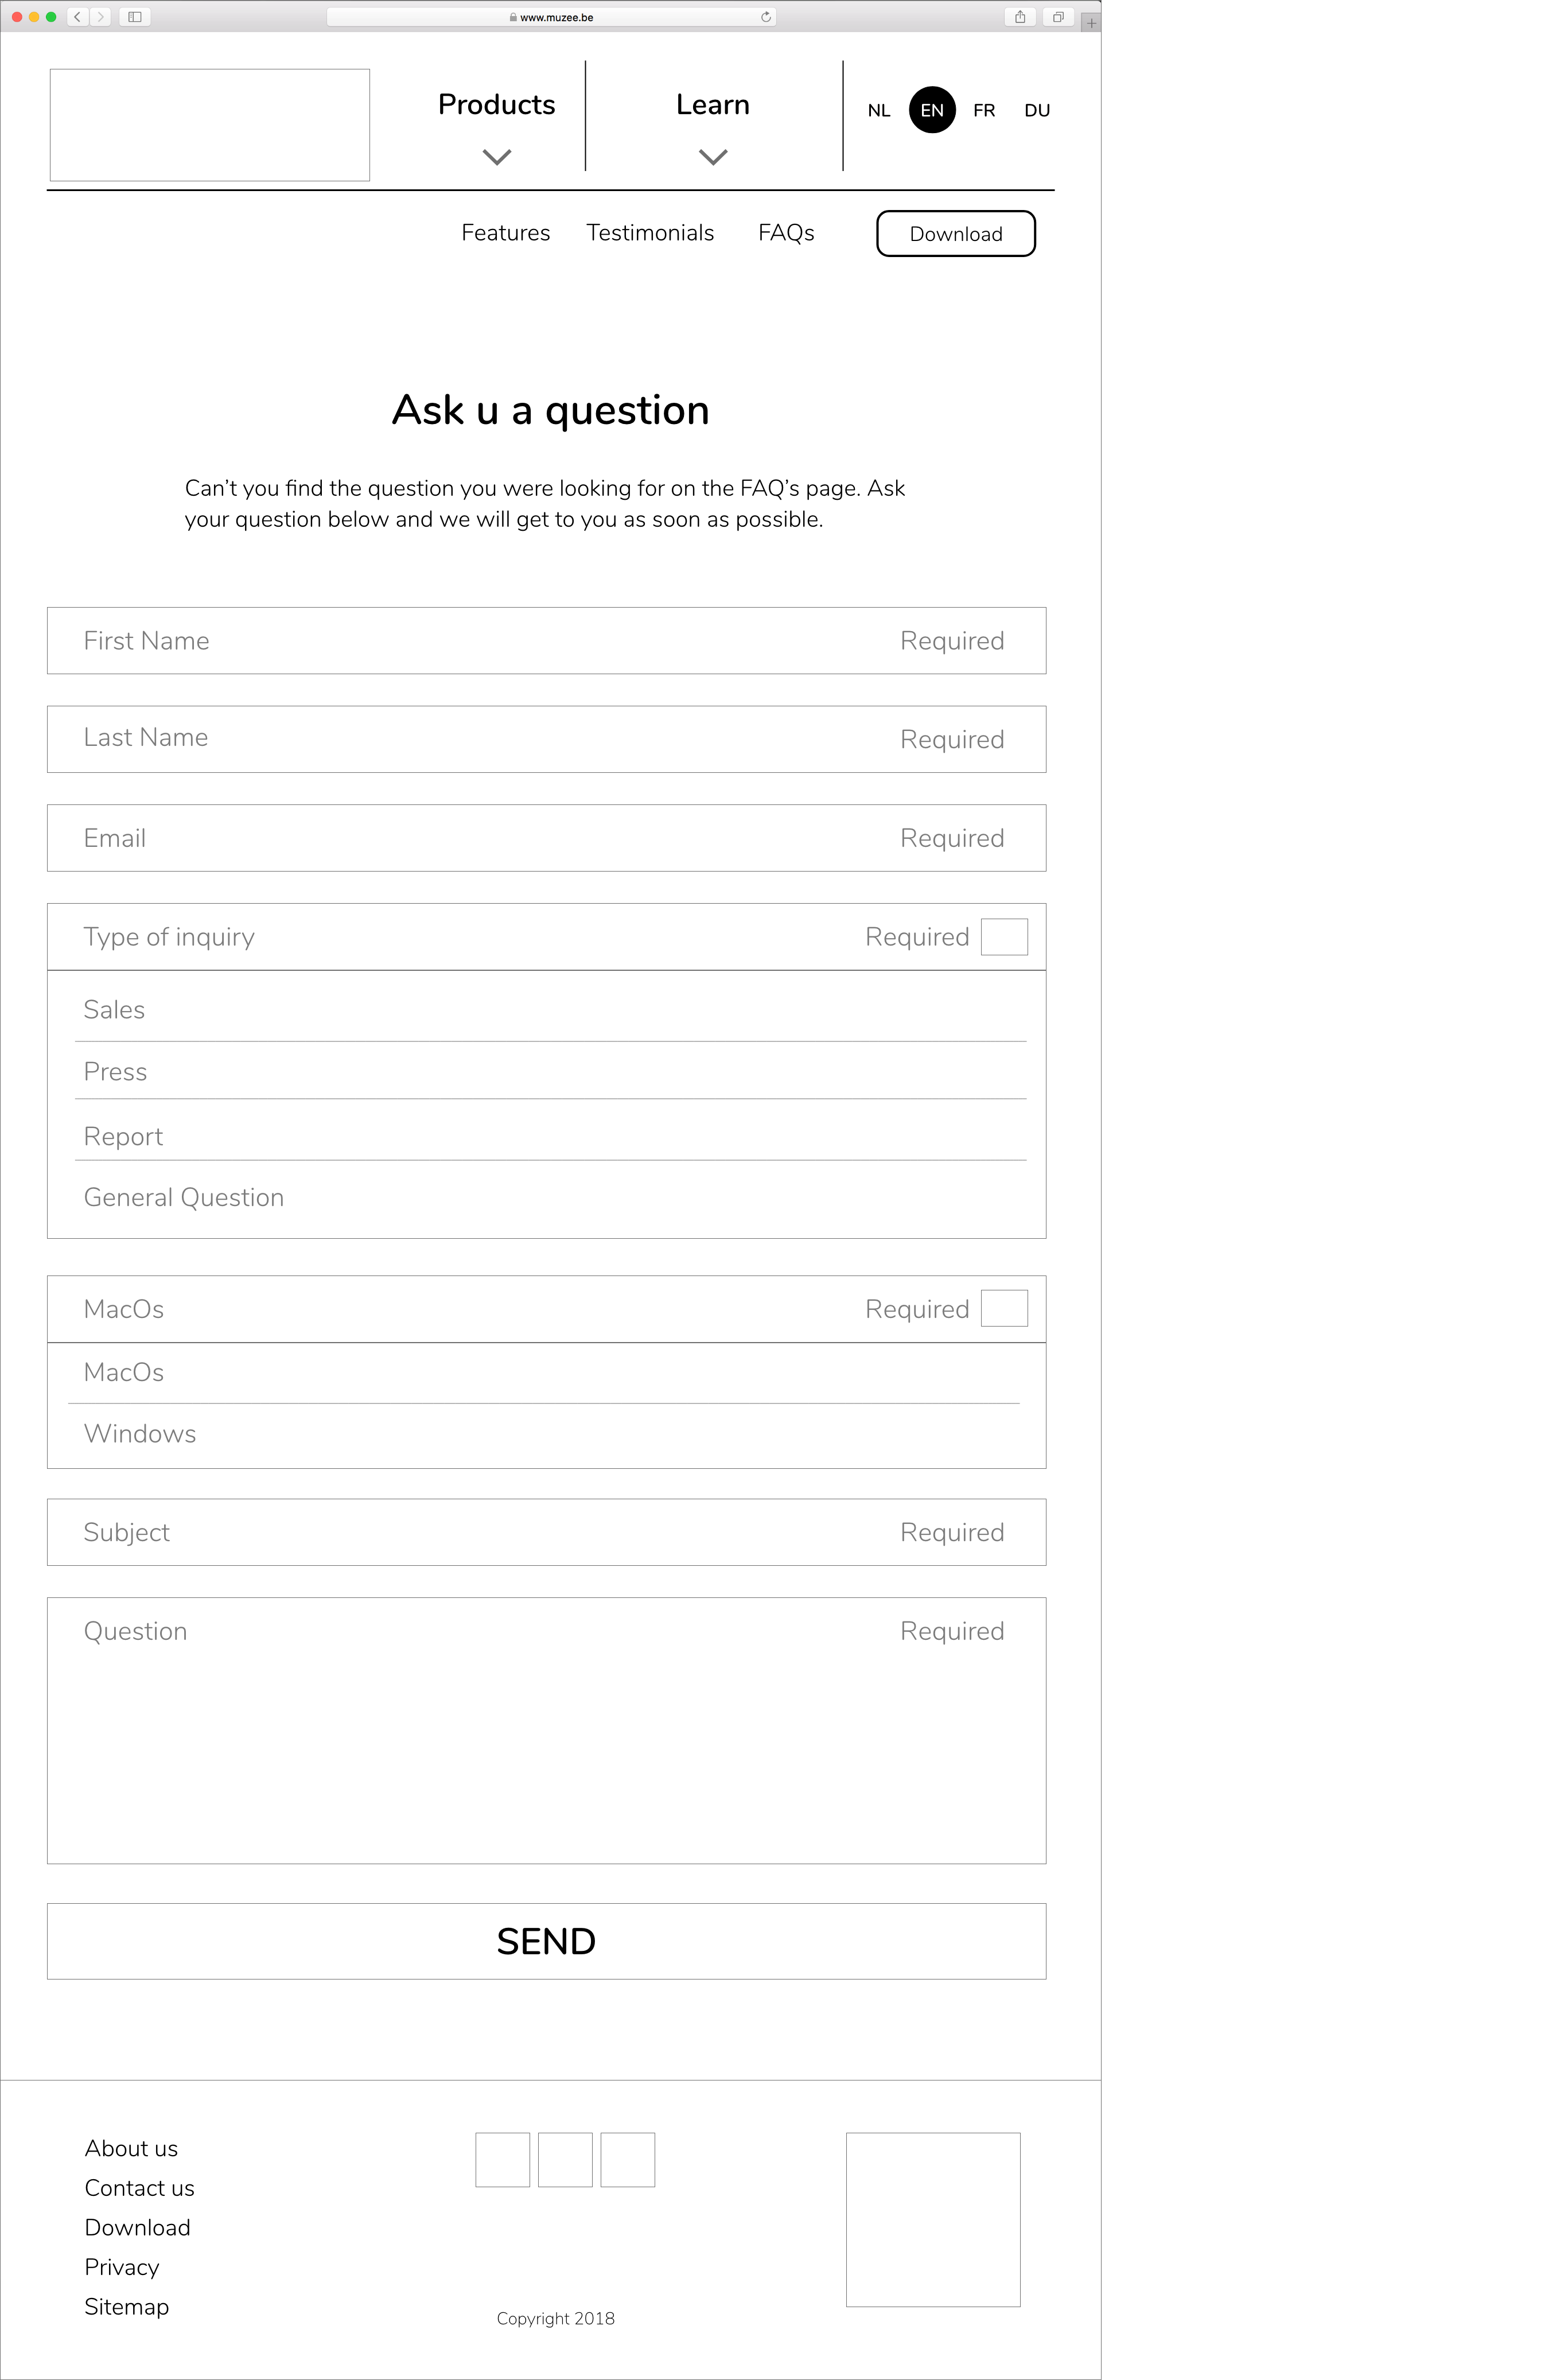 www.muzee.be
Products
Learn
NL EN FR DU
Features Testimonials FAQs Download
Ask u a question
Can’t you find the question you were looking for on the FAQ’s page. Ask
your question below and we will get to you as soon as possible.
First Name Required
Last Name Required
Email Required
Type of inquiry Required
Sales
Press
Report
General Question
MacOs Required
MacOs
Windows
Subject Required
Question Required
SEND
About us
Contact us
Download
Privacy
Sitemap
Copyright 2018